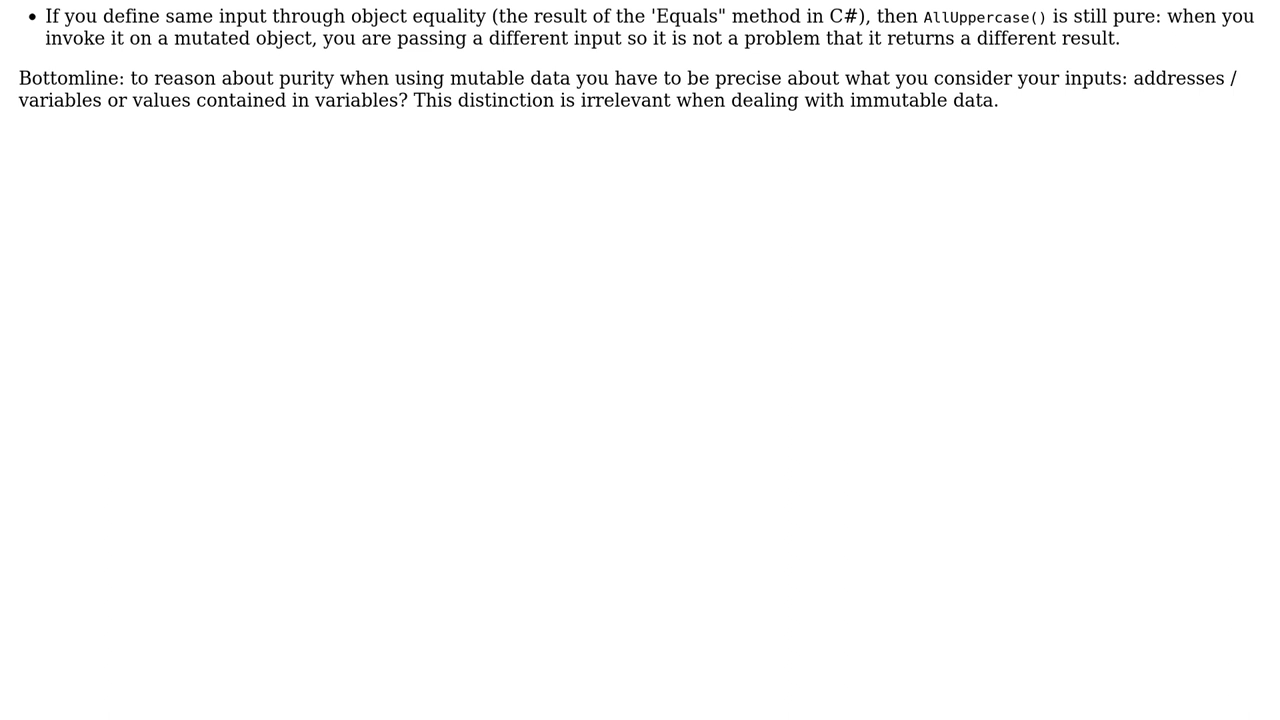 • If you define same input through object equality (the result of the 'Equals" method in C#), then AllUppercase() is still pure: when you
invoke it on a mutated object, you are passing a different input so it is not a problem that it returns a different result.
Bottomline: to reason about purity when using mutable data you have to be precise about what you consider your inputs: addresses /
variables or values contained in variables? This distinction is irrelevant when dealing with immutable data.